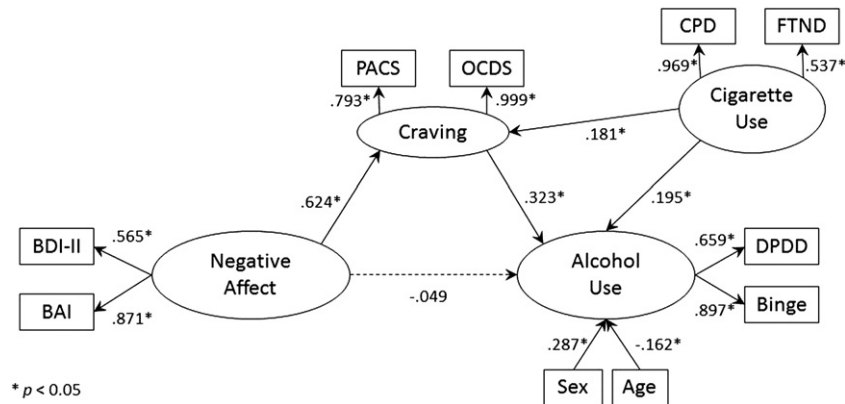 CPD
FTND
.969*
.537*
PACS
OCDS
.793*
.999*
Cigarette
Use
Craving
.181*
.624*
.323*
.195*
BDI-II
.565*
Negative
Affect
Alcohol
Use
.659*
DPDD
BAI
.871*
-.049
.897*
Binge
.287*
-.162*
Sex
Age
* p < 0.05